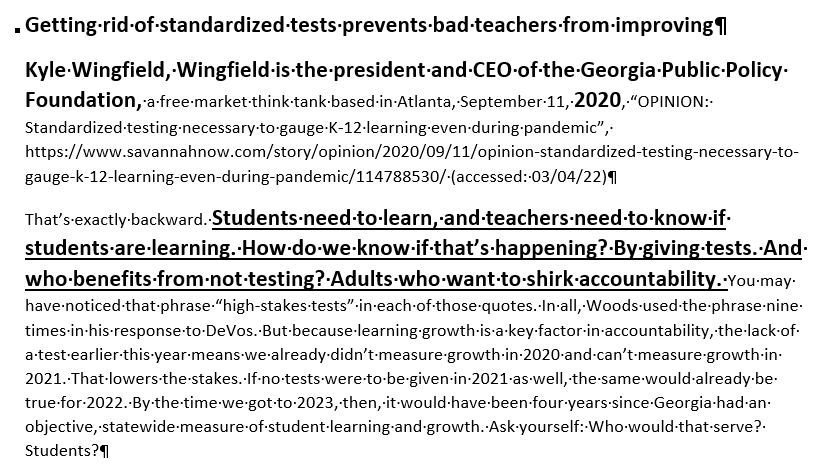 Getting rid of standardized tests prevents bad teachers from improving¶
Kyle Wingfield, Wingfield is the president and CEO of the Georgia Public Policy
Foundation, a free market think tank based in Atlanta, September 11, 2020, “OPINION:
Standardized testing necessary to gauge K-12 learning even during pandemic”,
https://www.savannahnow.com/story/opinion/2020/09/11/opinion-standardized-testing-necessary-to-
gauge-k-12-learning-even-during-pandemic/114788530/ (accessed: 03/04/22)¶
That’s exactly backward. Students need to learn, and teachers need to know if
students are learning. How do we know if that’s happening? By giving tests. And
who benefits from not testing? Adults who want to shirk accountability. You may
have noticed that phrase “high-stakes tests” in each of those quotes. In all, Woods used the phrase nine
times in his response to DeVos. But because learning growth is a key factor in accountability, the lack of
a test earlier this year means we already didn’t measure growth in 2020 and can’t measure growth in
2021. That lowers the stakes. If no tests were to be given in 2021 as well, the same would already be
true for 2022. By the time we got to 2023, then, it would have been four years since Georgia had an
objective, statewide measure of student learning and growth. Ask yourself: Who would that serve?
Students?¶